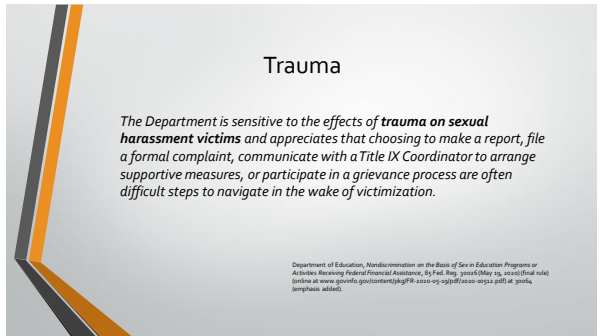 Trauma
The Department is sensitive to the effects of trauma on sexual
harassment victims and appreciates that choosing to make a report, file
a formal complaint, communicate with a Title IX Coordinator to arrange
supportive measures, or participate in a grievance process are often
difficult steps to navigate in the wake of victimization.
Department of Education, Nondiscrimination on the Basis of Sex in Education Programs or
Activities Receiving Federal Financial Assistance, 85 Fed. Reg. 30026 (May 19, 2020) (final rule)
(online at www.govinfo.gov/content/pkg/FR-2020-05-19/pdf/2020-10512.pdf) at 30064
(emphasis added).